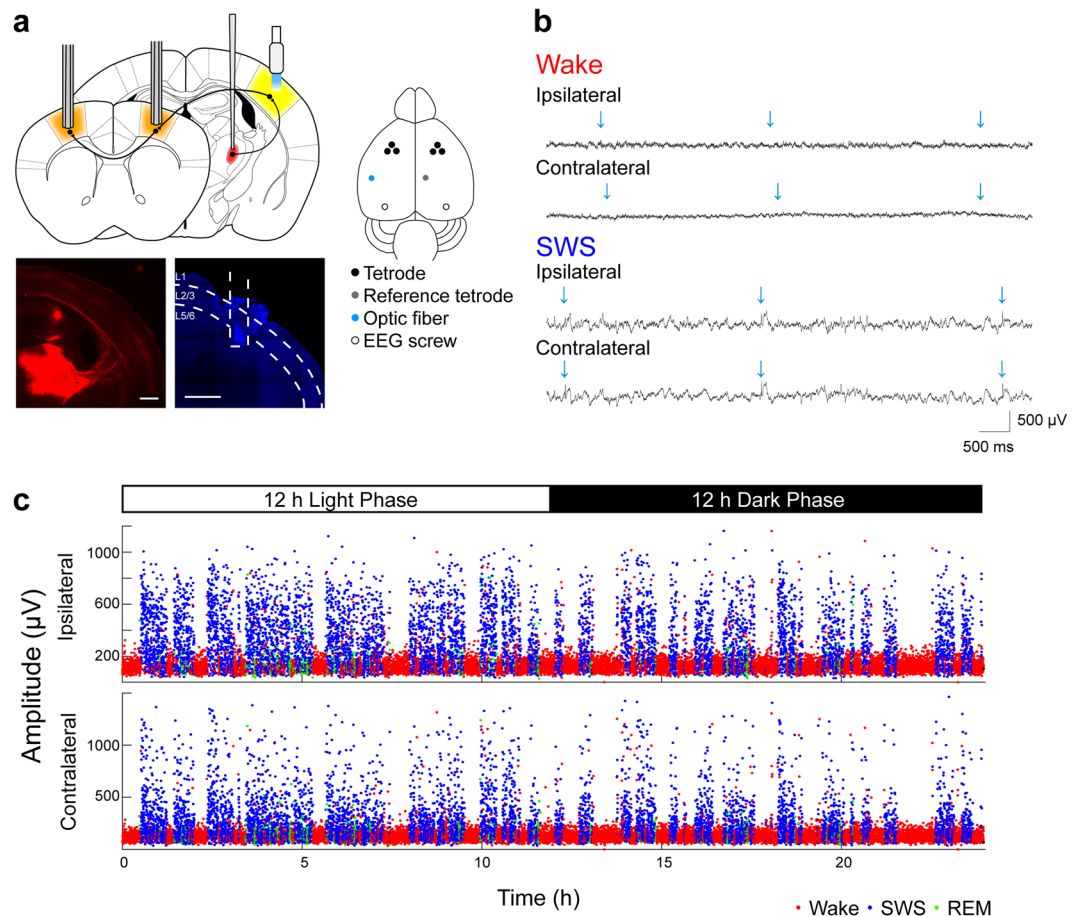 a
L1
L2/3
L5/6
Tetrode
Reference tetrode
Optic fiber
EEG screw
b
Wake
Ipsilateral
Contralateral
SWS
Ipsilateral
Contralateral
500 µV
500 ms
c
12 h Light Phase
12 h Dark Phase
Amplitude (µV)
Ipsilateral
1000
600
200
Contralateral
1000
500
0
5
10
15
20
Time (h)
Wake
SWS
REM